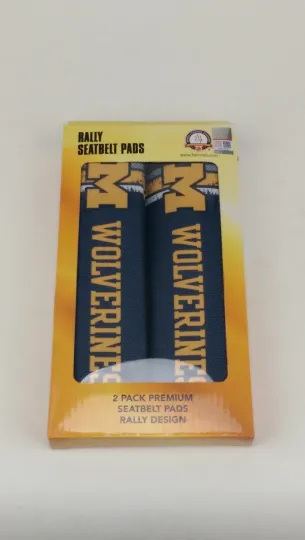 RALLY
SEATBELT PADS
M
WOLVERINES
M
WOLVERINES
2 PACK PREMIUM
SEATBELT PADS
RALLY DESIGN